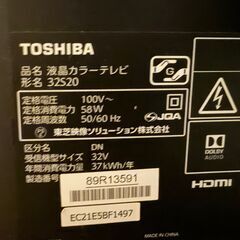 TOSHIBA
品名 液晶カラーテレビ
形名 32S20
定格電圧 100V~
定格消費電力 58W
定格周波数 50/60 Hz
JQA
東芝映像ソリューション株式会社
区分名 DN
受信機型サイズ 32V
年間消費電力量 37kWh/年
製造番号 89R13591
EC21E5BF1497
DOLBY
AUDIO
HDMI
MADE IN CHINA